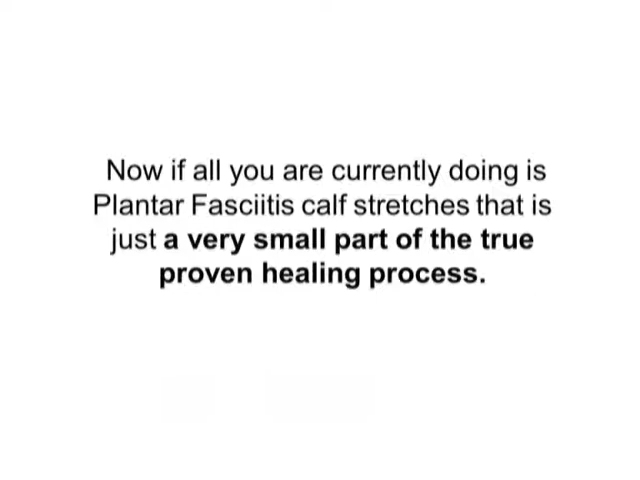 Now if all you are currently doing is
Plantar Fasciitis calf stretches that is
just a very small part of the true
proven healing process.